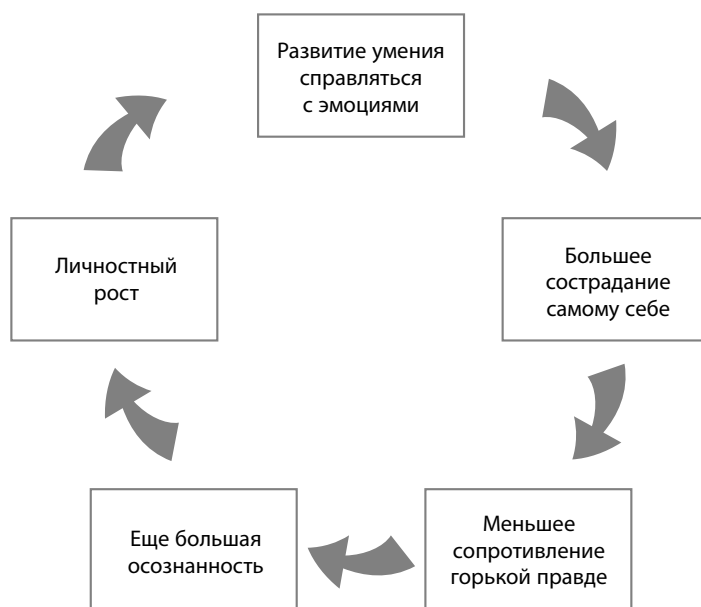 Развитие умения
справляться
с эмоциями
Большее
сострадание
самому себе
Меньшее
сопротивление
горькой правде
Еще большая
осознанность
Личностный
рост